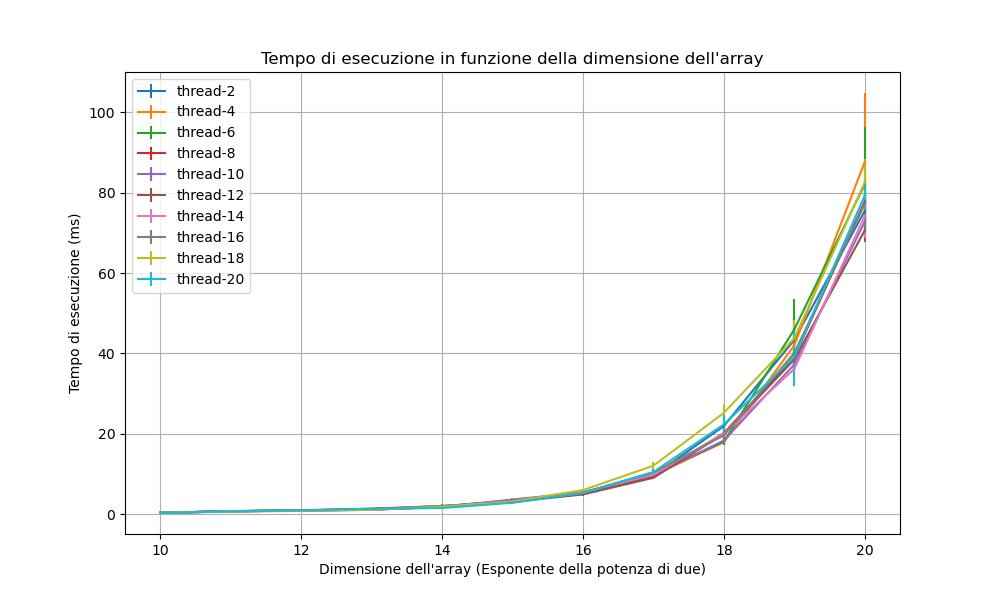 Tempo di esecuzione in funzione della dimensione dell'array
Tempo di esecuzione (ms)
100
80
60
40
20
0
thread-2
thread-4
thread-6
thread-8
thread-10
thread-12
thread-14
thread-16
thread-18
thread-20
10 12 14 16 18 20
Dimensione dell'array (Esponente della potenza di due)